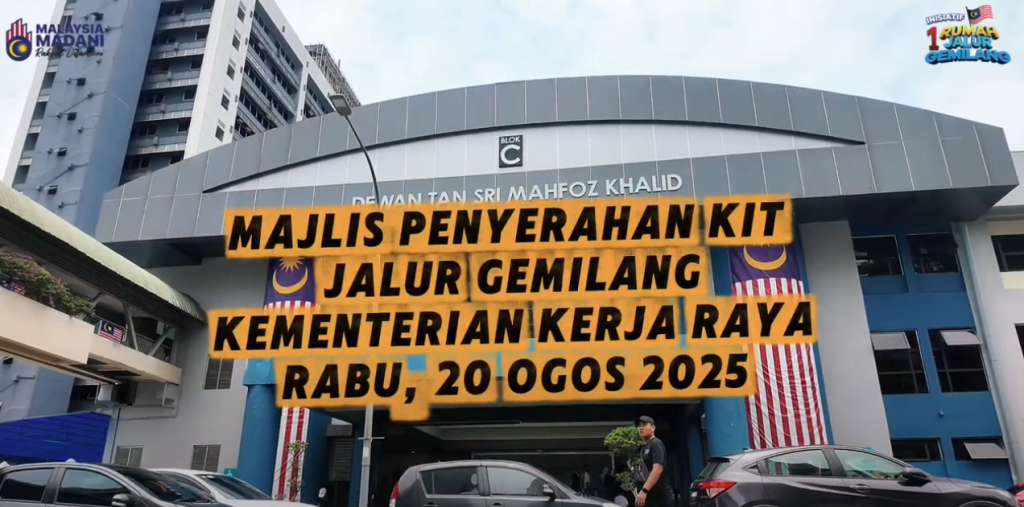 MALAYSIA
MADANI
INISIATIF
1 RUMAH
JALUR
GEMILANG
BLOK
C
DEWAN TAN SRI MAHFOZ KHALID
MAJLIS PENYERAHAN KIT
JALUR GEMILANG
KEMENTERIAN KERJA RAYA
RABU, 20 OGOS 2025